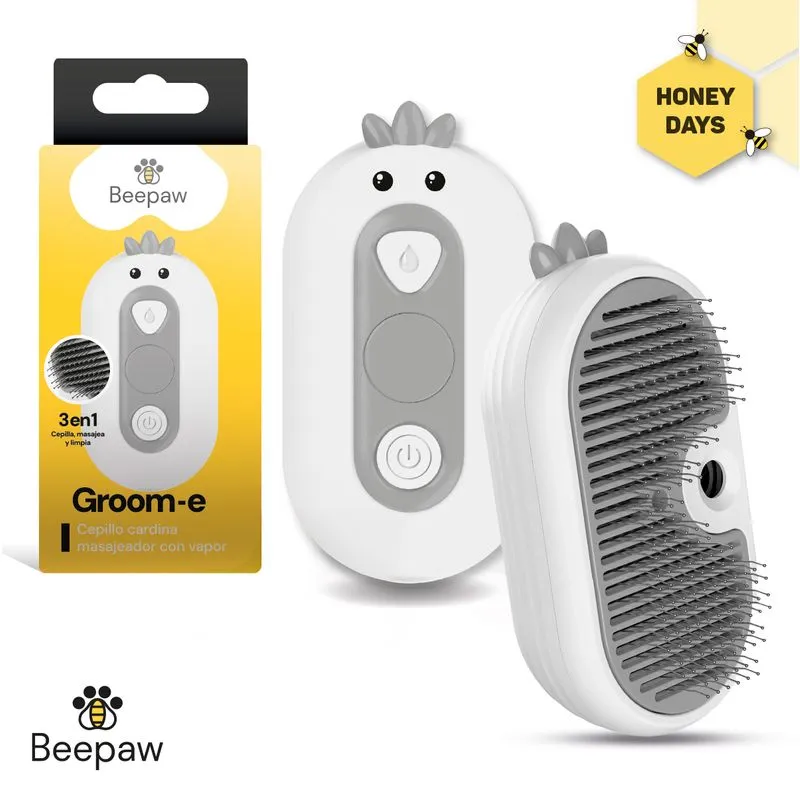 HONEY
DAYS
Beepaw
3en1
Cepilla, masajea
y limpia
Groom-e
Cepillo cardina
masajeador con vapor
Beepaw